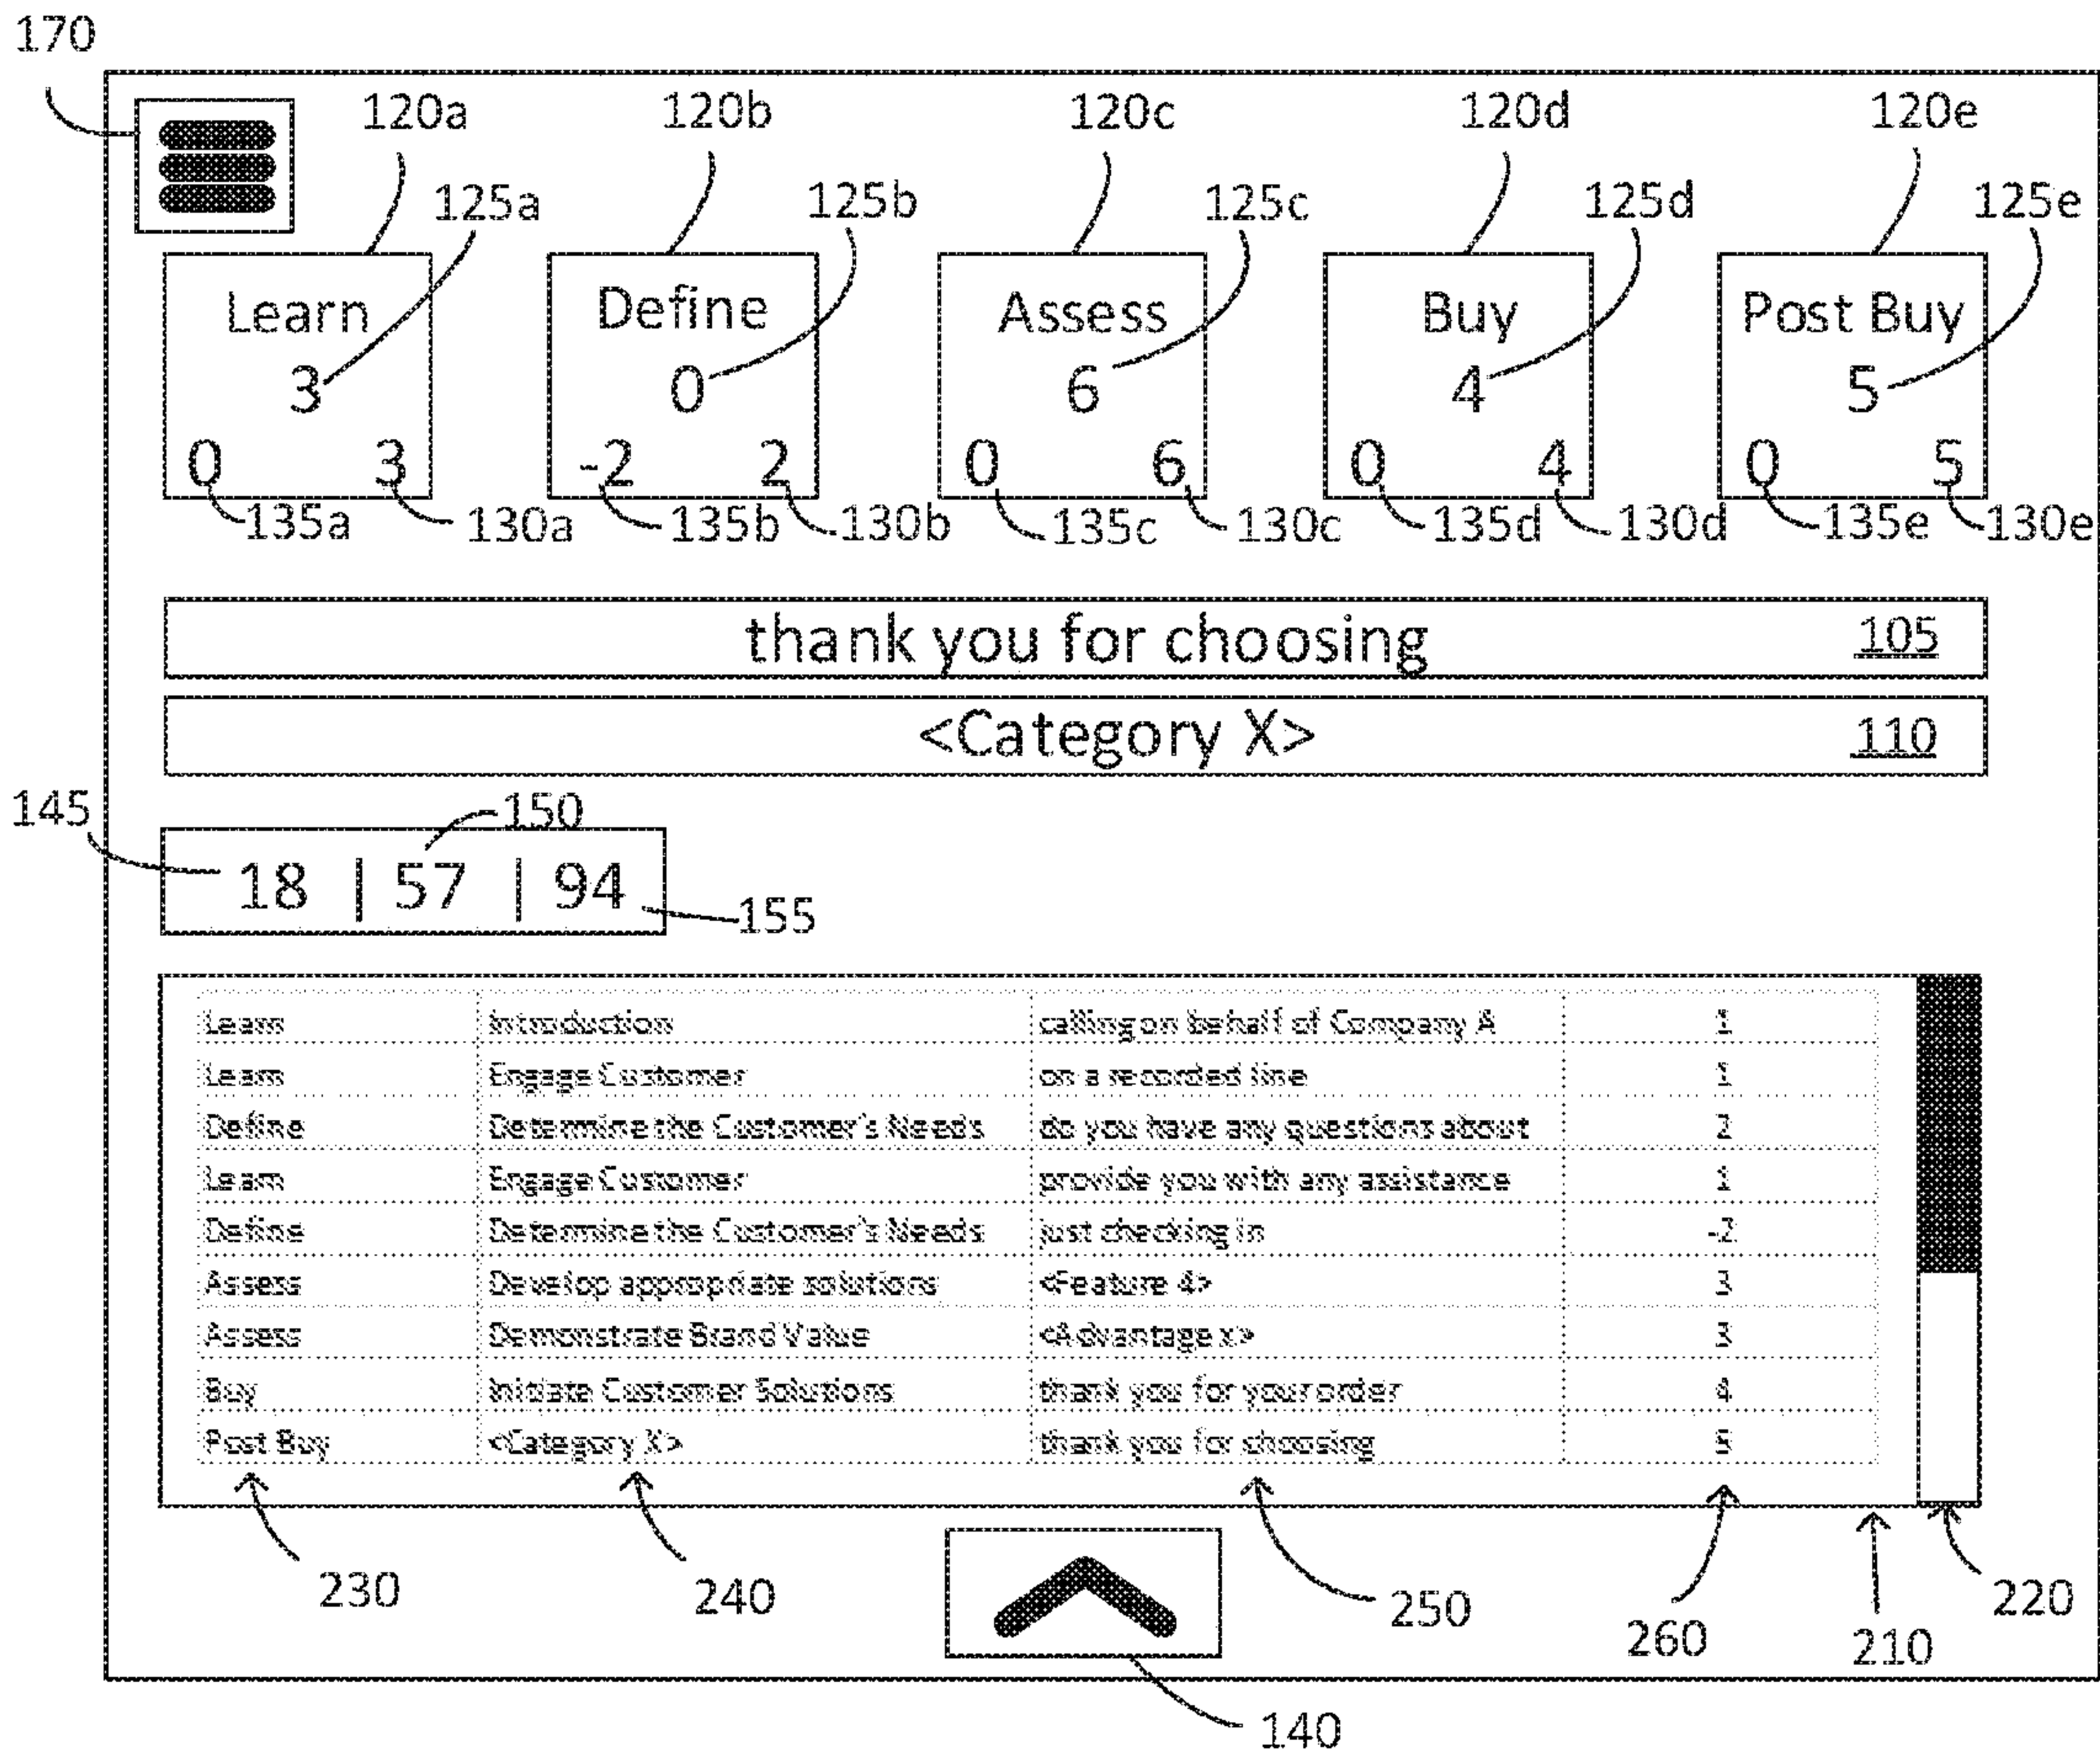 170
120a 120b 120c 120d 120e
125a 125b 125c 125d 125e
Learn Define Assess Buy Post Buy
3 0 6 4 5
0 3 -2 2 0 6 0 4 0 5
135a 130a 135b 130b 135c 130c 135d 130d 135e 130e
thank you for choosing 105
<Category X> 110
145 150
18 | 57 | 94
155
Learn Introduction calling on behalf of Company A 1
Learn Engage Customer on a recorded line 1
Define Determine the Customer's Needs do you have any questions about 2
Learn Engage Customer provide you with any assistance 1
Define Determine the Customer's Needs just checking in -2
Assess Develop appropriate solutions <Feature 4> 3
Assess Demonstrate Brand Value <Advantage x> 3
Buy Initiate Customer Solutions thank you for your order 4
Post Buy <Category X> thank you for choosing 5
230 240 250 260 210 220
140